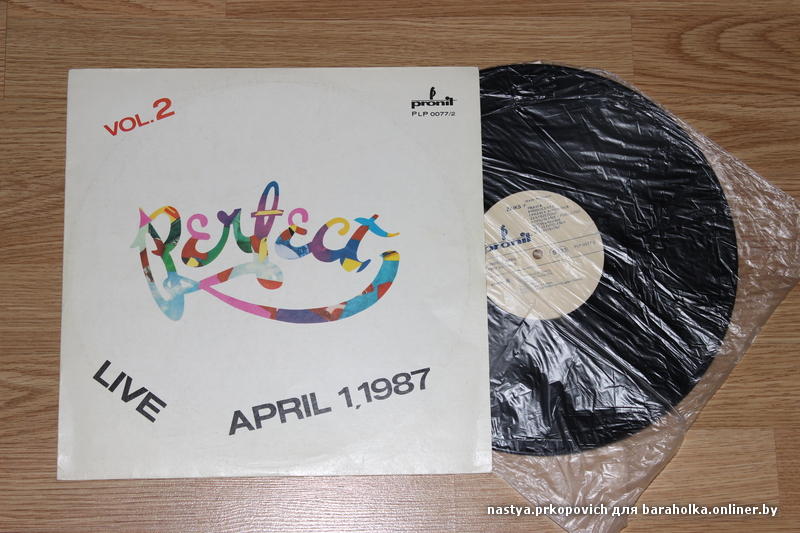 VOL.2
pronit
PLP 0077/2
Perfect
LIVE
APRIL 1,1987
pronit
nastya.prkopovich для baraholka.onliner.by